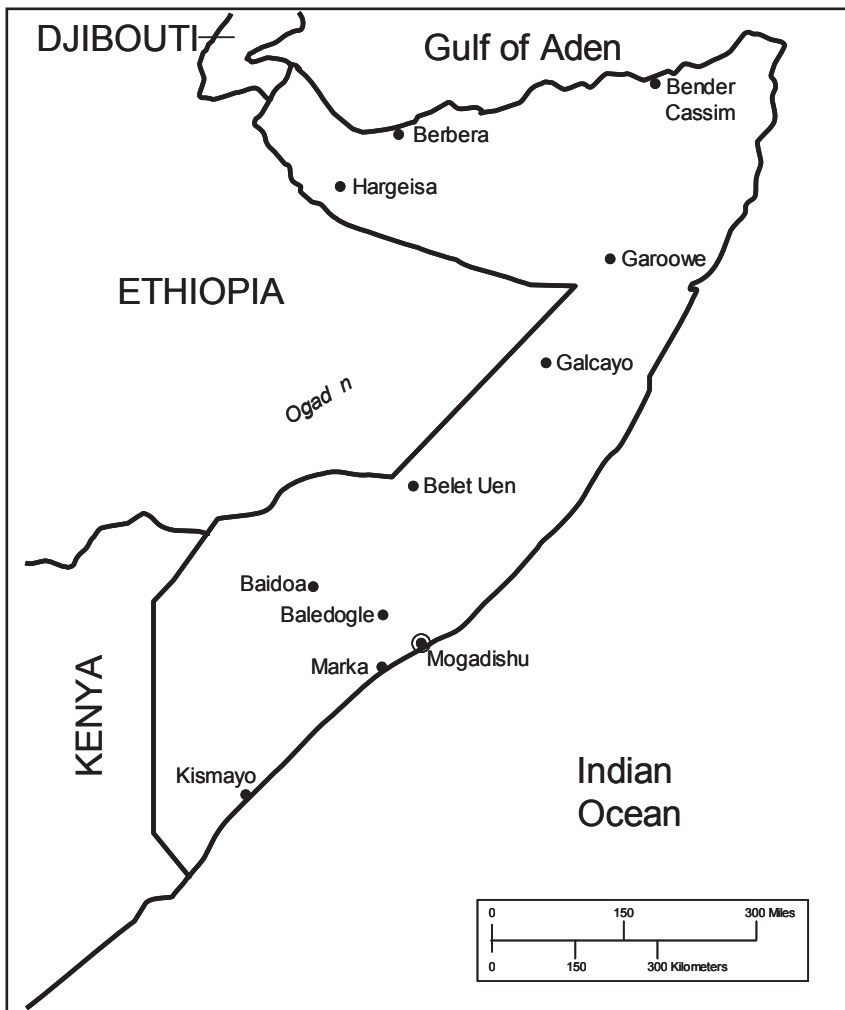 DJIBOUTI
Gulf of Aden
Bender
Cassim
Berbera
Hargeisa
Garoowe
ETHIOPIA
Galcayo
Ogad n
Belet Uen
Baidoa
Baledogle
Mogadishu
Marka
KENYA
Kismayo
Indian
Ocean
0 150 300 Miles
0 150 300 Kilometers